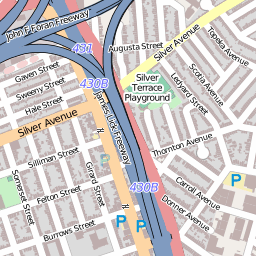 John F Foran Freeway
Augusta Street
Silver Avenue
Topeka Avenue
431
Gaven Street
430B
Silver
Terrace
Playground
Scotia Avenue
Ledyard Street
Sweeny Street
Hale Street
James Lick Freeway
Silver Avenue
Thornton Avenue
Silliman Street
Girard Street
Somerset Street
Felton Street
430B
Carroll Avenue
Donner Avenue
P
P
P
Burrows Street